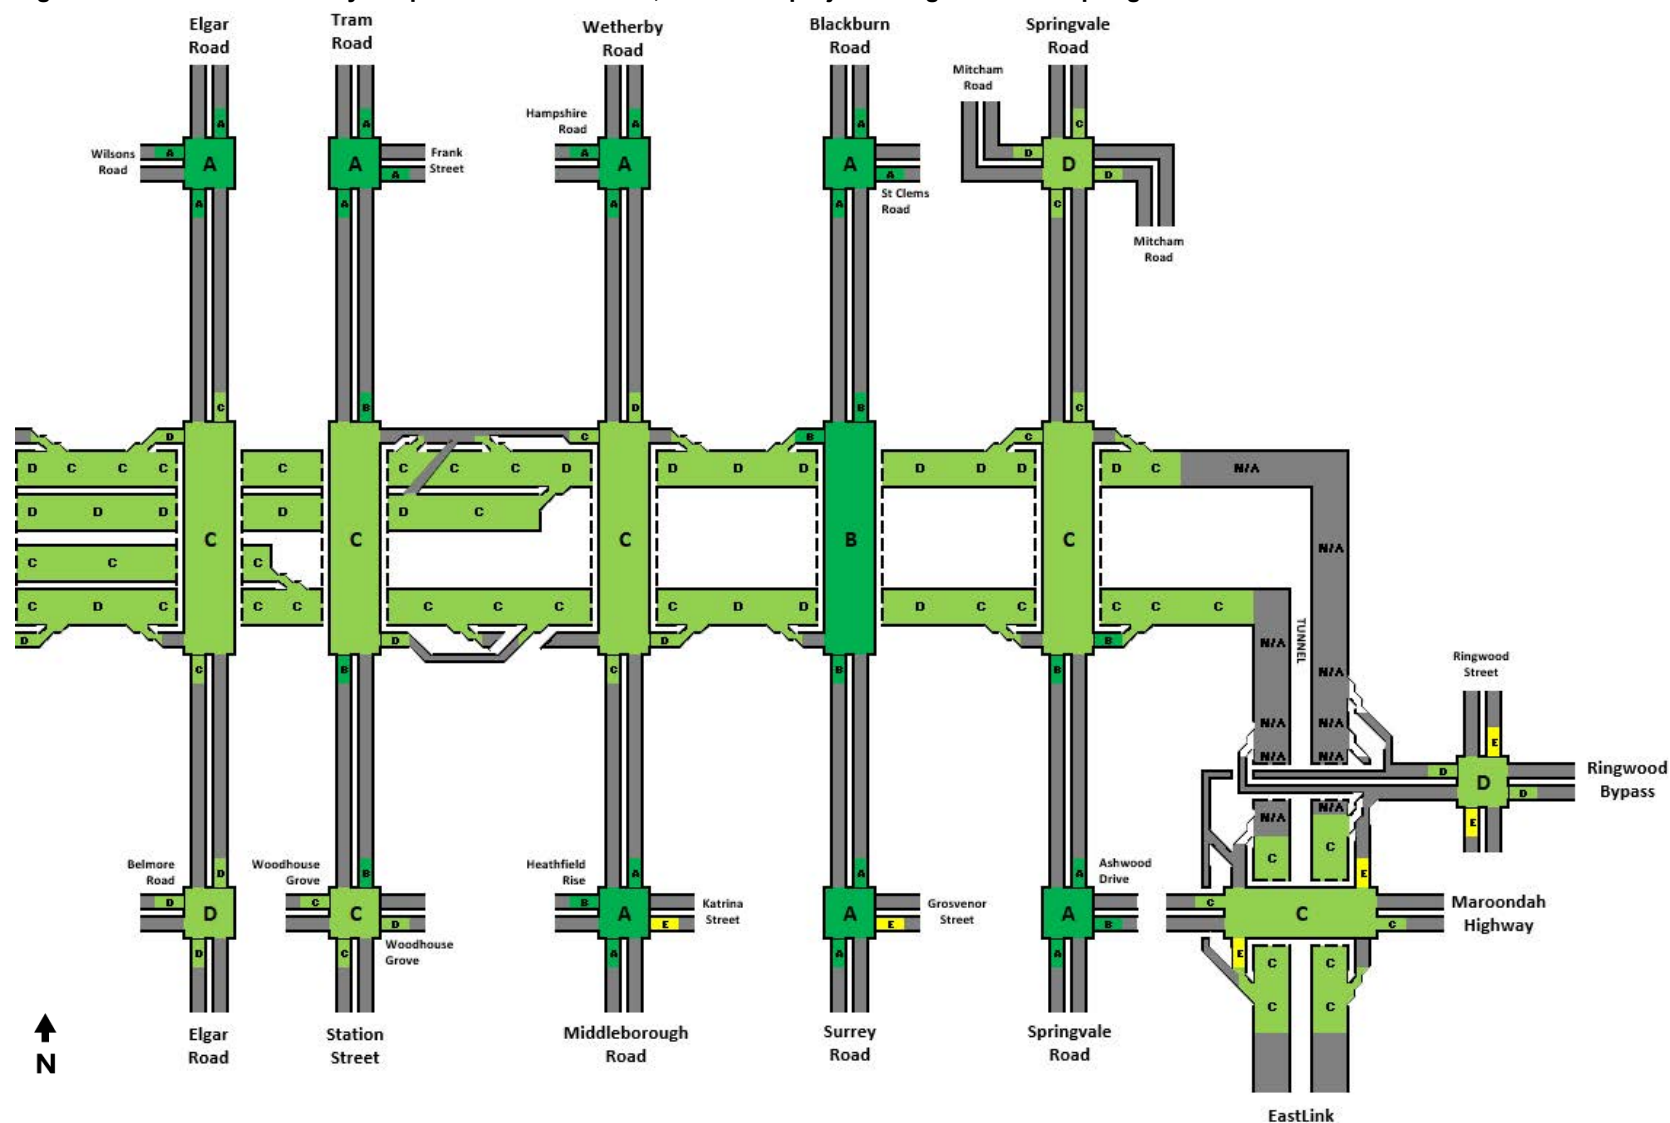 Elgar
Road
Tram
Road
Wetherby
Road
Blackburn
Road
Springvale
Road
Mitcham
Road
Hampshire
Road
Wilsons
Road
Frank
Street
St Clems
Road
Mitcham
Road
A A A A C
A A A A D D
A A A A D
A A D
A A A A C
C B D B C
D C B C
D C C C C C C C D D D D D D D D C N/A
D D D D D C
C C B C N/A
C C C
C D C C C C C C C D D D C C C C C
D D D B N/A
TUNNEL
C B C B B N/A
Ringwood
Street
N/A N/A
E
N/A N/A
D D
Ringwood
Bypass
D
N/A N/A
E
C C
Belmore
Road
Woodhouse
Grove
Heathfield
Rise
Ashwood
Drive
D B A A A E
D C B C
D C A A A C
Katrina
Street
Grosvenor
Street
Maroondah
Highway
D E E B C
Woodhouse
Grove
D C A A A E
C C
C C
N
Elgar
Road
Station
Street
Middleborough
Road
Surrey
Road
Springvale
Road
EastLink